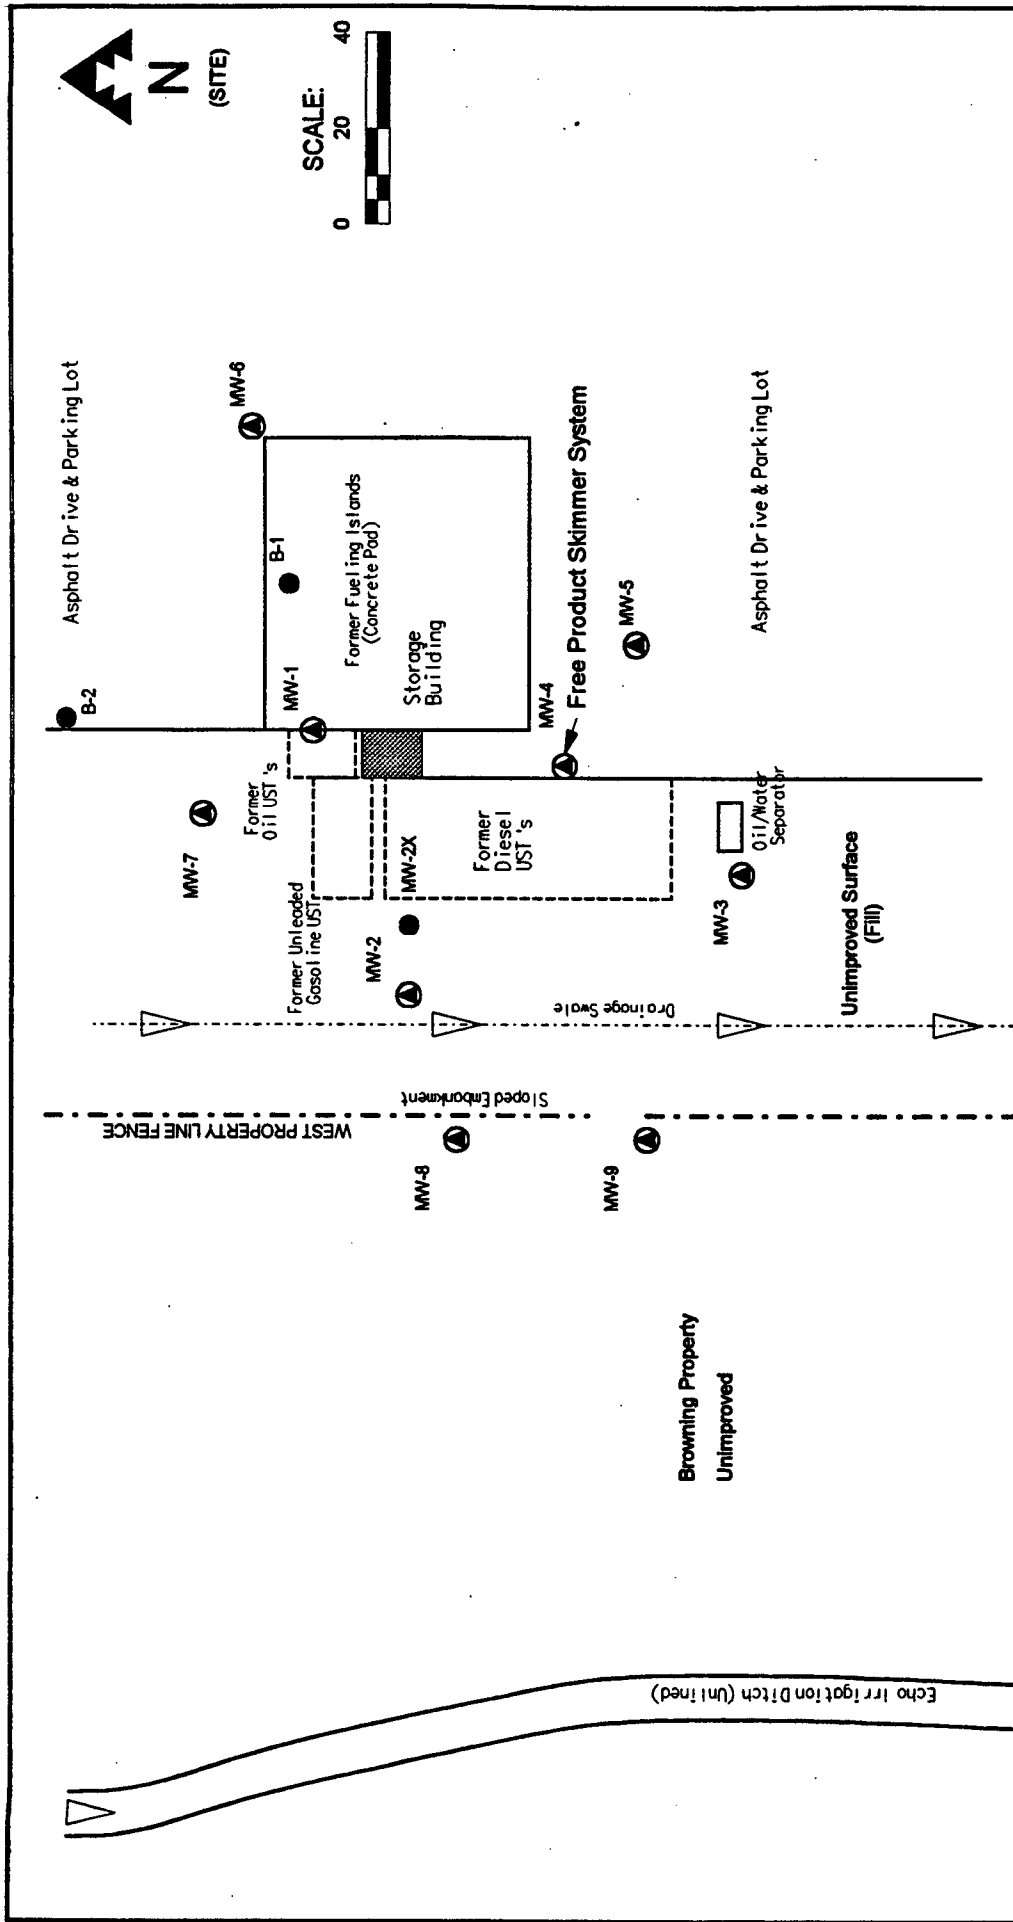 N
(SITE)
SCALE:
0 20 40
Asphalt Drive & Parking Lot
B-2
MW-6
B-1
Former Fueling Islands
(Concrete Pad)
MW-1
Storage
Building
MW-7
Former
Oil UST's
Former Unleaded
Gasoline UST
MW-2
MW-2X
Former
Diesel
UST's
MW-4
Free Product Skimmer System
MW-5
Asphalt Drive & Parking Lot
MW-3
Oil/Water
Separator
Unimproved Surface
(Fill)
Drainage Swale
Sloped Embankment
WEST PROPERTY LINE FENCE
MW-8
MW-9
Browning Property
Unimproved
Echo Irrigation Ditch (Unlined)